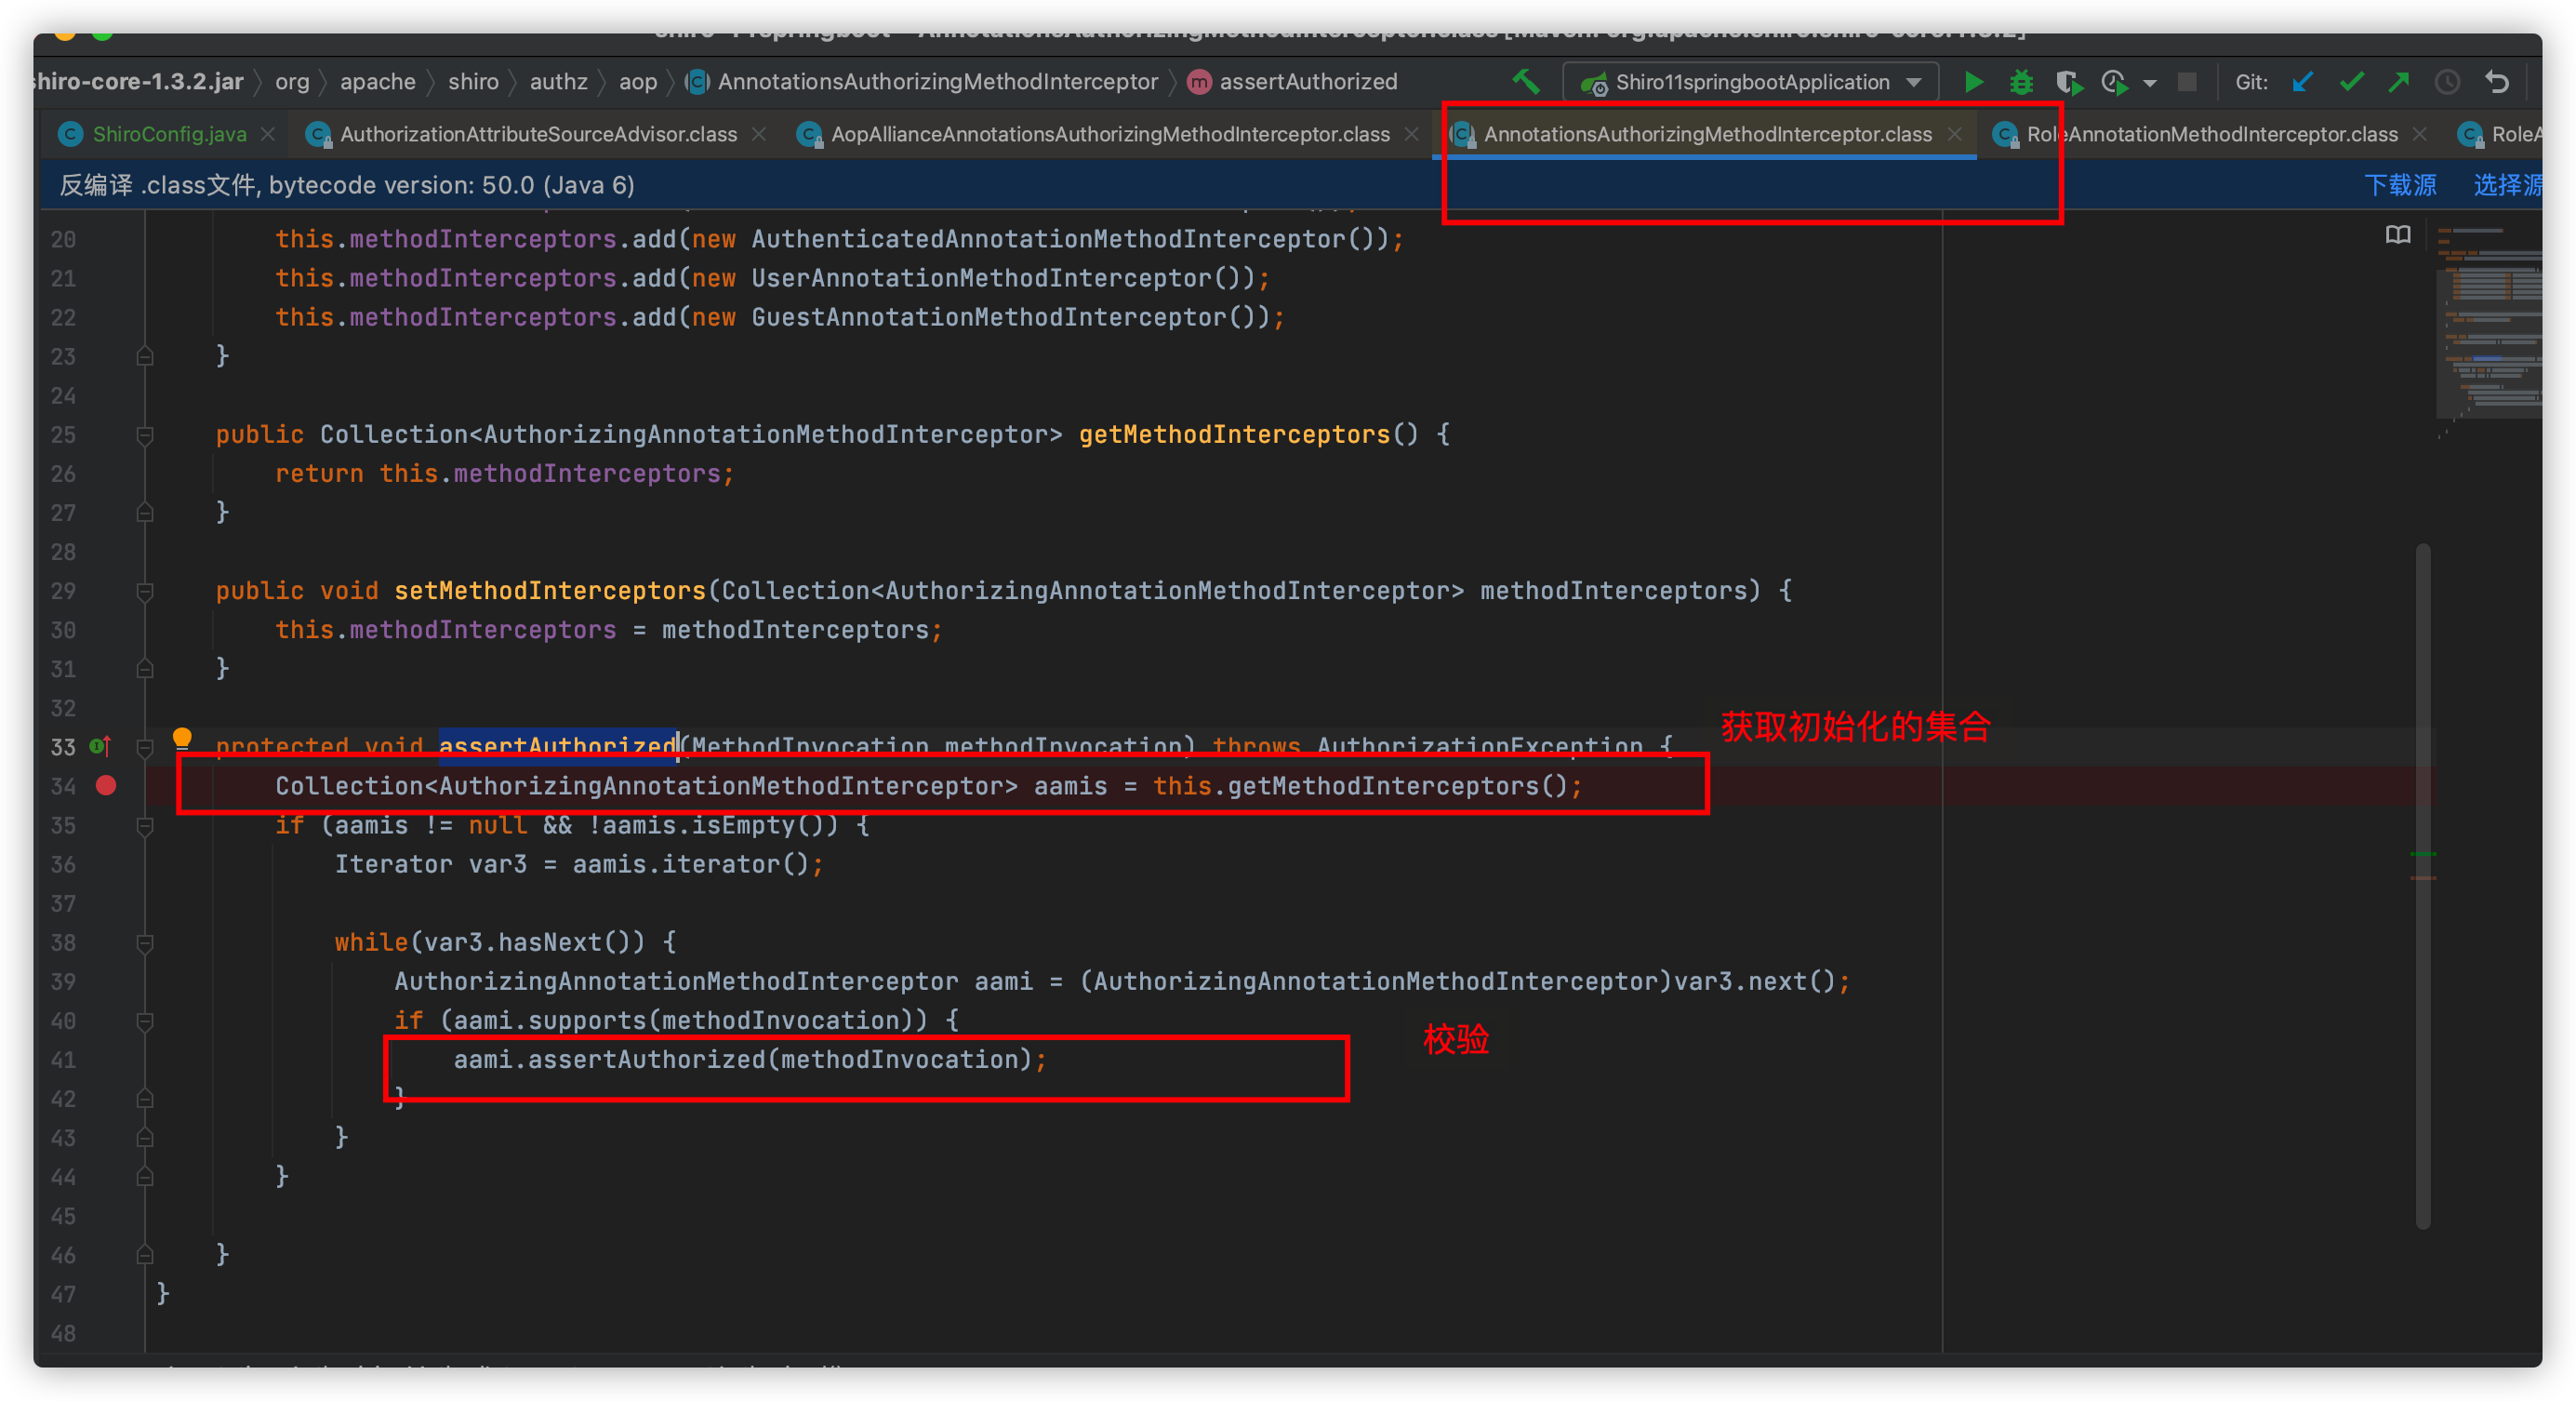 shiro-core-1.3.2.jar 〉 org 〉 apache 〉 shiro 〉 authz 〉 aop 〉 AnnotationsAuthorizingMethodInterceptor 〉 assertAuthorized Shiro11springbootApplication Git:
ShiroConfig.java AuthorizationAttributeSourceAdvisor.class AopAllianceAnnotationsAuthorizingMethodInterceptor.class AnnotationsAuthorizingMethodInterceptor.class RoleAnnotationMethodInterceptor.class RoleA
反编译 .class文件, bytecode version: 50.0 (Java 6) 下载源 选择源
20 this.methodInterceptors.add(new AuthenticatedAnnotationMethodInterceptor());
21 this.methodInterceptors.add(new UserAnnotationMethodInterceptor());
22 this.methodInterceptors.add(new GuestAnnotationMethodInterceptor());
23 }
24
25 public Collection<AuthorizingAnnotationMethodInterceptor> getMethodInterceptors() {
26 return this.methodInterceptors;
27 }
28
29 public void setMethodInterceptors(Collection<AuthorizingAnnotationMethodInterceptor> methodInterceptors) {
30 this.methodInterceptors = methodInterceptors;
31 }
32
获取初始化的集合
33 protected void assertAuthorized(MethodInvocation methodInvocation) throws AuthorizationException {
34 Collection<AuthorizingAnnotationMethodInterceptor> aamis = this.getMethodInterceptors();
35 if (aamis != null && !aamis.isEmpty()) {
36 Iterator var3 = aamis.iterator();
37
38 while(var3.hasNext()) {
39 AuthorizingAnnotationMethodInterceptor aami = (AuthorizingAnnotationMethodInterceptor)var3.next();
40 if (aami.supports(methodInvocation)) {
校验
41 aami.assertAuthorized(methodInvocation);
42 }
43 }
44 }
45
46 }
47 }
48